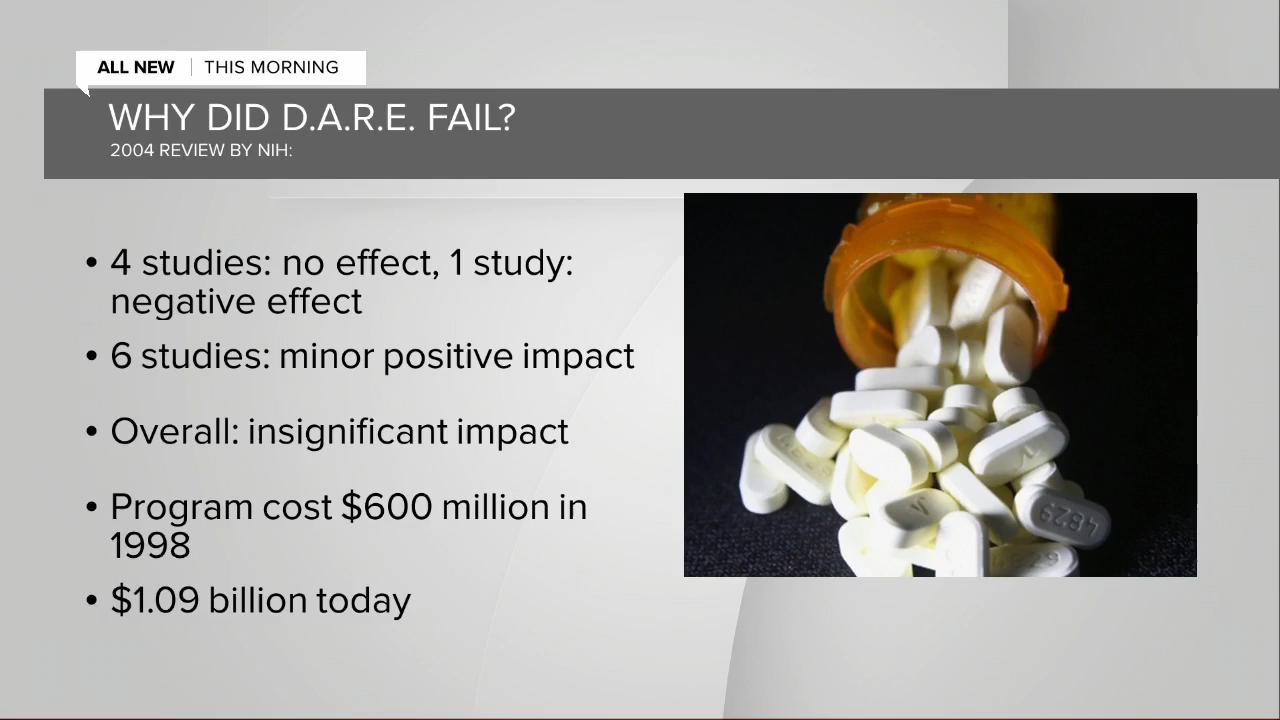 ALL NEW | THIS MORNING
WHY DID D.A.R.E. FAIL?
2004 REVIEW BY NIH:
• 4 studies: no effect, 1 study:
negative effect
• 6 studies: minor positive impact
• Overall: insignificant impact
• Program cost $600 million in
1998
• $1.09 billion today
V
4829